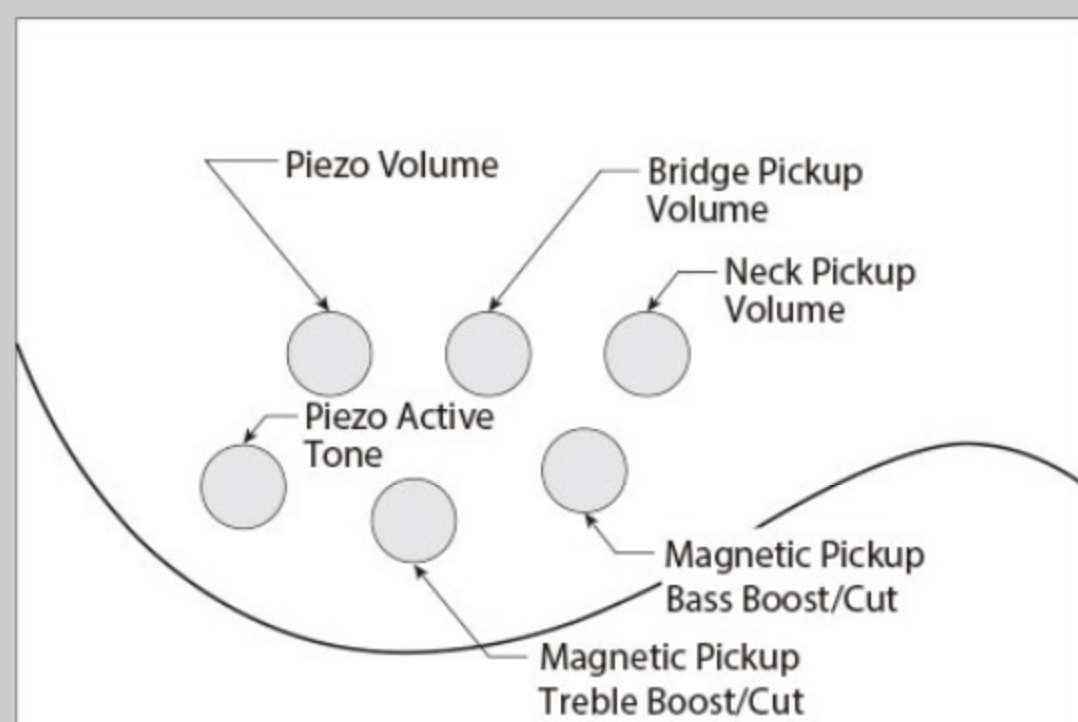 Piezo Volume
Bridge Pickup
Volume
Neck Pickup
Volume
Piezo Active
Tone
Magnetic Pickup
Bass Boost/Cut
Magnetic Pickup
Treble Boost/Cut